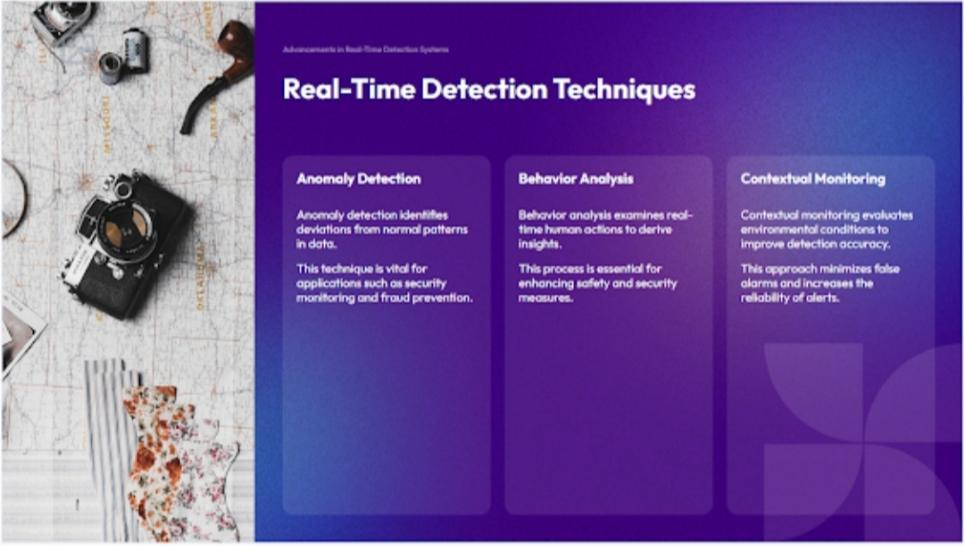 Advancements in Real-Time Detection Systems
Real-Time Detection Techniques
Anomaly Detection
Anomaly detection identifies
deviations from normal patterns
in data.
This technique is vital for
applications such as security
monitoring and fraud prevention.
Behavior Analysis
Behavior analysis examines real-
time human actions to derive
insights.
This process is essential for
enhancing safety and security
measures.
Contextual Monitoring
Contextual monitoring evaluates
environmental conditions to
improve detection accuracy.
This approach minimizes false
alarms and increases the
reliability of alerts.
MISSOURI
OKLAHOMA